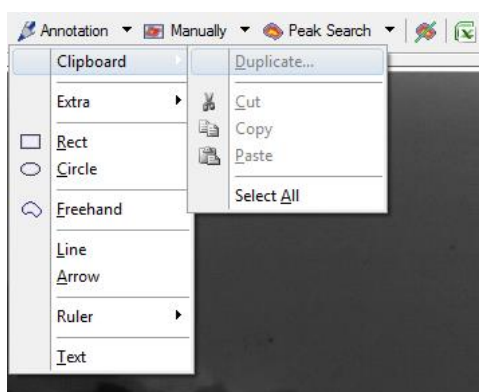 Annotation Manually Peak Search
Clipboard
Extra
Rect
Circle
Freehand
Line
Arrow
Ruler
Text
Duplicate...
Cut
Copy
Paste
Select All